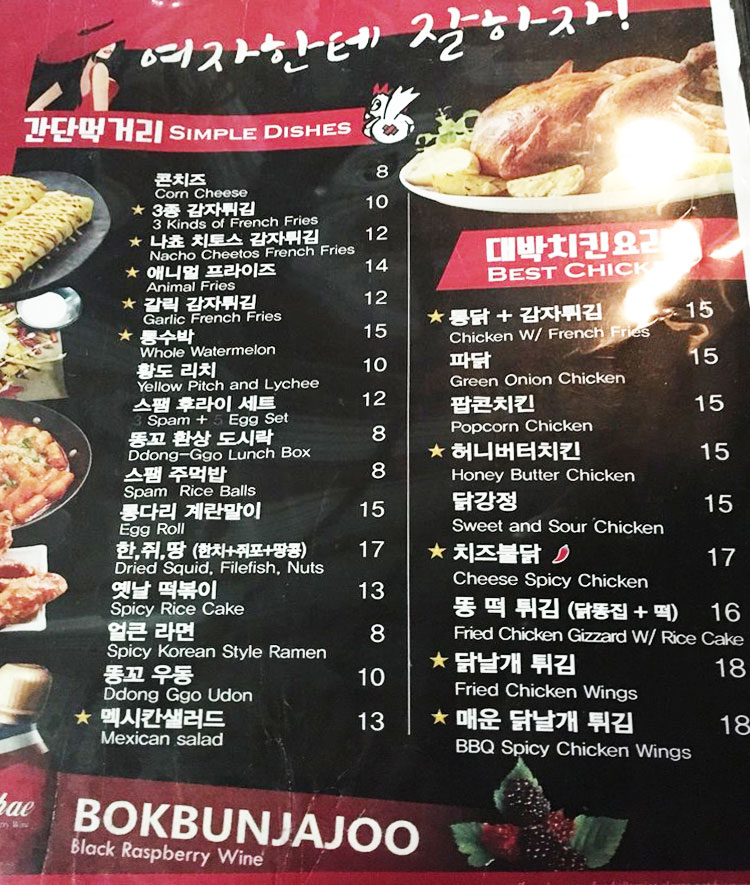 여자한테 잘하자!
간단먹거리 SIMPLE DISHES
콘치즈 8
Corn Cheese
★ 3종 감자튀김 10
3 Kinds of French Fries
★ 나쵸 치토스 감자튀김 12
Nacho Cheetos French Fries
★ 애니멀 프라이즈 14
Animal Fries
★ 갈릭 감자튀김 12
Garlic French Fries
★ 통수박 15
Whole Watermelon
황도 리치 10
Yellow Pitch and Lychee
스팸 후라이 세트 12
3 Spam + 5 Egg Set
똥꼬 환상 도시락 8
Ddong-Ggo Lunch Box
스팸 주먹밥 8
Spam Rice Balls
통다리 계란말이 15
Egg Roll
한,쥐,땅 (한치+쥐포+땅콩) 17
Dried Squid, Filefish, Nuts
옛날 떡볶이 13
Spicy Rice Cake
얼큰 라면 8
Spicy Korean Style Ramen
똥꼬 우동 10
Ddong Ggo Udon
★ 멕시칸샐러드 13
Mexican salad
대박치킨요리
BEST CHICKEN
★ 통닭 + 감자튀김 15
Chicken W/ French Fries
파닭 15
Green Onion Chicken
팝콘치킨 15
Popcorn Chicken
★ 허니버터치킨 15
Honey Butter Chicken
닭강정 15
Sweet and Sour Chicken
★ 치즈불닭 17
Cheese Spicy Chicken
똥 떡 튀김 (닭똥집 + 떡) 16
Fried Chicken Gizzard W/ Rice Cake
★ 닭날개 튀김 18
Fried Chicken Wings
★ 매운 닭날개 튀김 18
BBQ Spicy Chicken Wings
BOKBUNJAJOO
Black Raspberry Wine